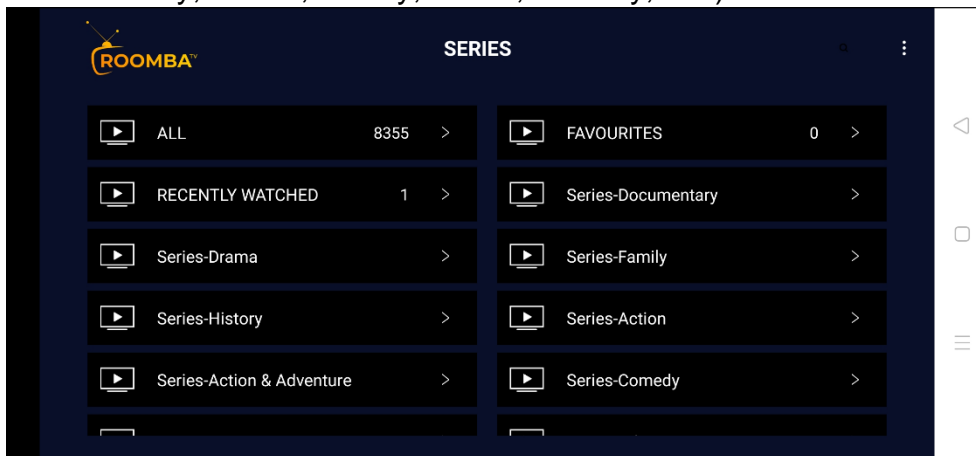 ROOMBA TV
SERIES
ALL 8355 >
FAVOURITES 0 >
RECENTLY WATCHED 1 >
Series-Documentary >
Series-Drama >
Series-Family >
Series-History >
Series-Action >
Series-Action & Adventure >
Series-Comedy >